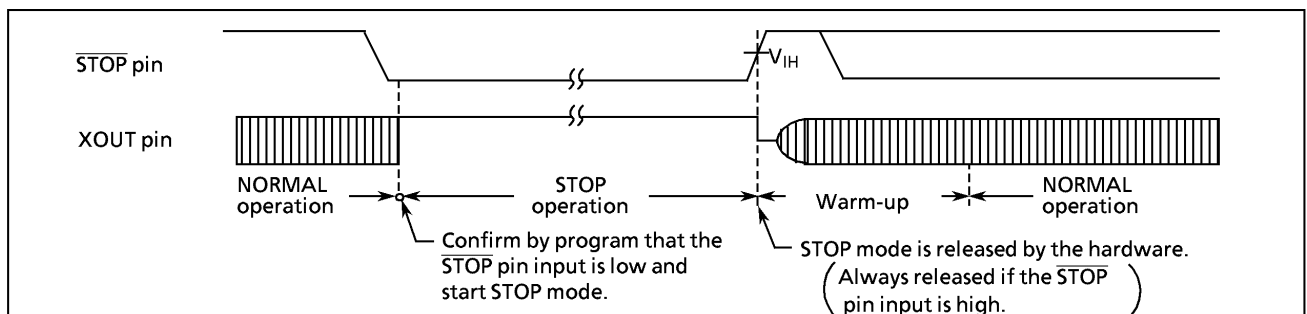 STOP pin
VIH
XOUT pin
NORMAL
operation
STOP
operation
Warm-up
NORMAL
operation
Confirm by program that the
STOP pin input is low and
start STOP mode.
STOP mode is released by the hardware.
(Always released if the STOP
pin input is high.)